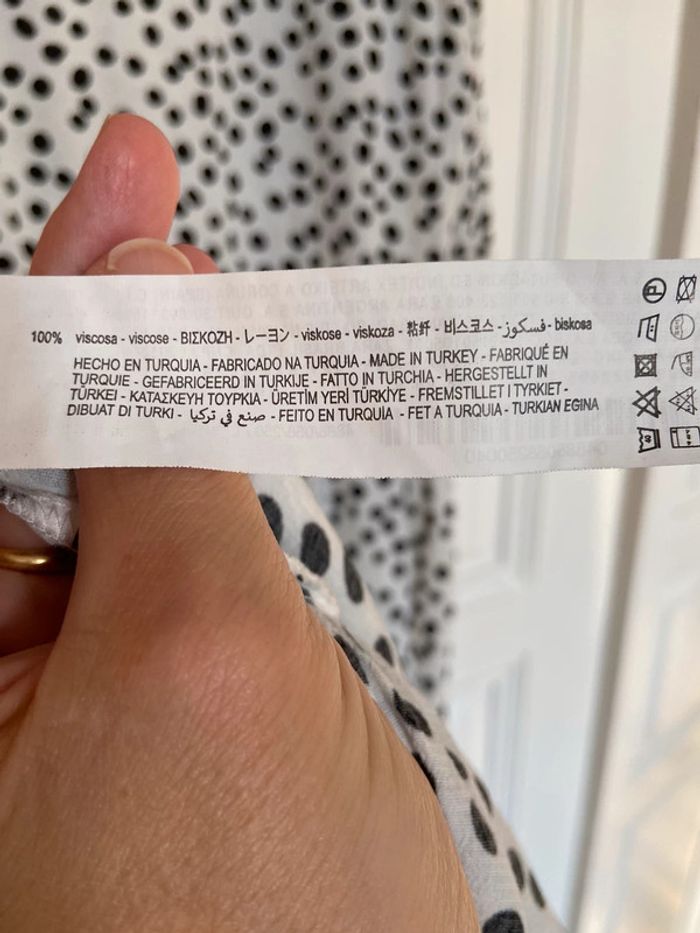 100% viscosa - viscose - ΒΙΣΚΟΖΗ - レーヨン - viskose - viskoza - 粘纤 - 비스코스 - فسكوز - biskosa
HECHO EN TURQUIA - FABRICADO NA TURQUIA - MADE IN TURKEY - FABRIQUÉ EN
TURQUIE - GEFABRICEERD IN TURKIJE - FATTO IN TURCHIA - HERGESTELLT IN
TÜRKEI - ΚΑΤΑΣΚΕΥΗ ΤΟΥΡΚΙΑ - ÜRETİM YERİ TÜRKİYE - FREMSTILLET I TYRKIET -
DIBUAT DI TURKI - صنع في تركيا - FEITO EN TURQUIA - FET A TURQUIA - TURKIAN EGINA